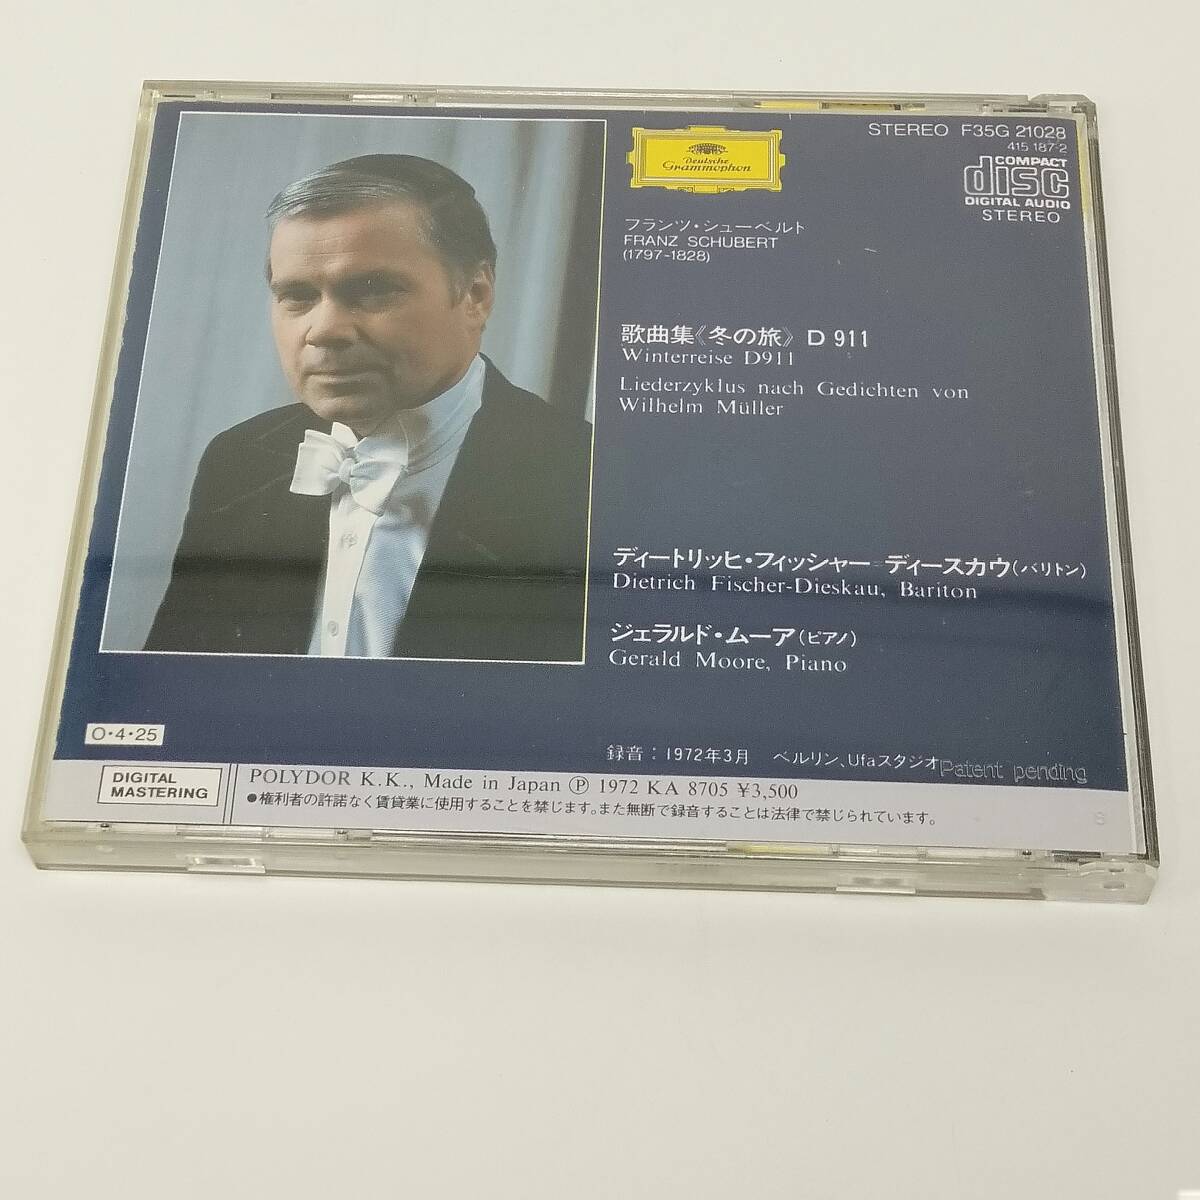 Deutsche
Grammophon
STEREO F35G 21028
415 187-2
COMPACT
disc
DIGITAL AUDIO
STEREO
フランツ・シューベルト
FRANZ SCHUBERT
(1797-1828)
歌曲集《冬の旅》 D 911
Winterreise D911
Liederzyklus nach Gedichten von
Wilhelm Müller
ディートリッヒ・フィッシャー=ディースカウ(バリトン)
Dietrich Fischer-Dieskau, Bariton
ジェラルド・ムーア(ピアノ)
Gerald Moore, Piano
O・4・25
録音：1972年3月 ベルリン、Ufaスタジオ
Patent pending
DIGITAL
MASTERING
POLYDOR K.K., Made in Japan Ⓟ 1972 KA 8705 ¥3,500
●権利者の許諾なく賃貸業に使用することを禁じます。また無断で録音することは法律で禁じられています。